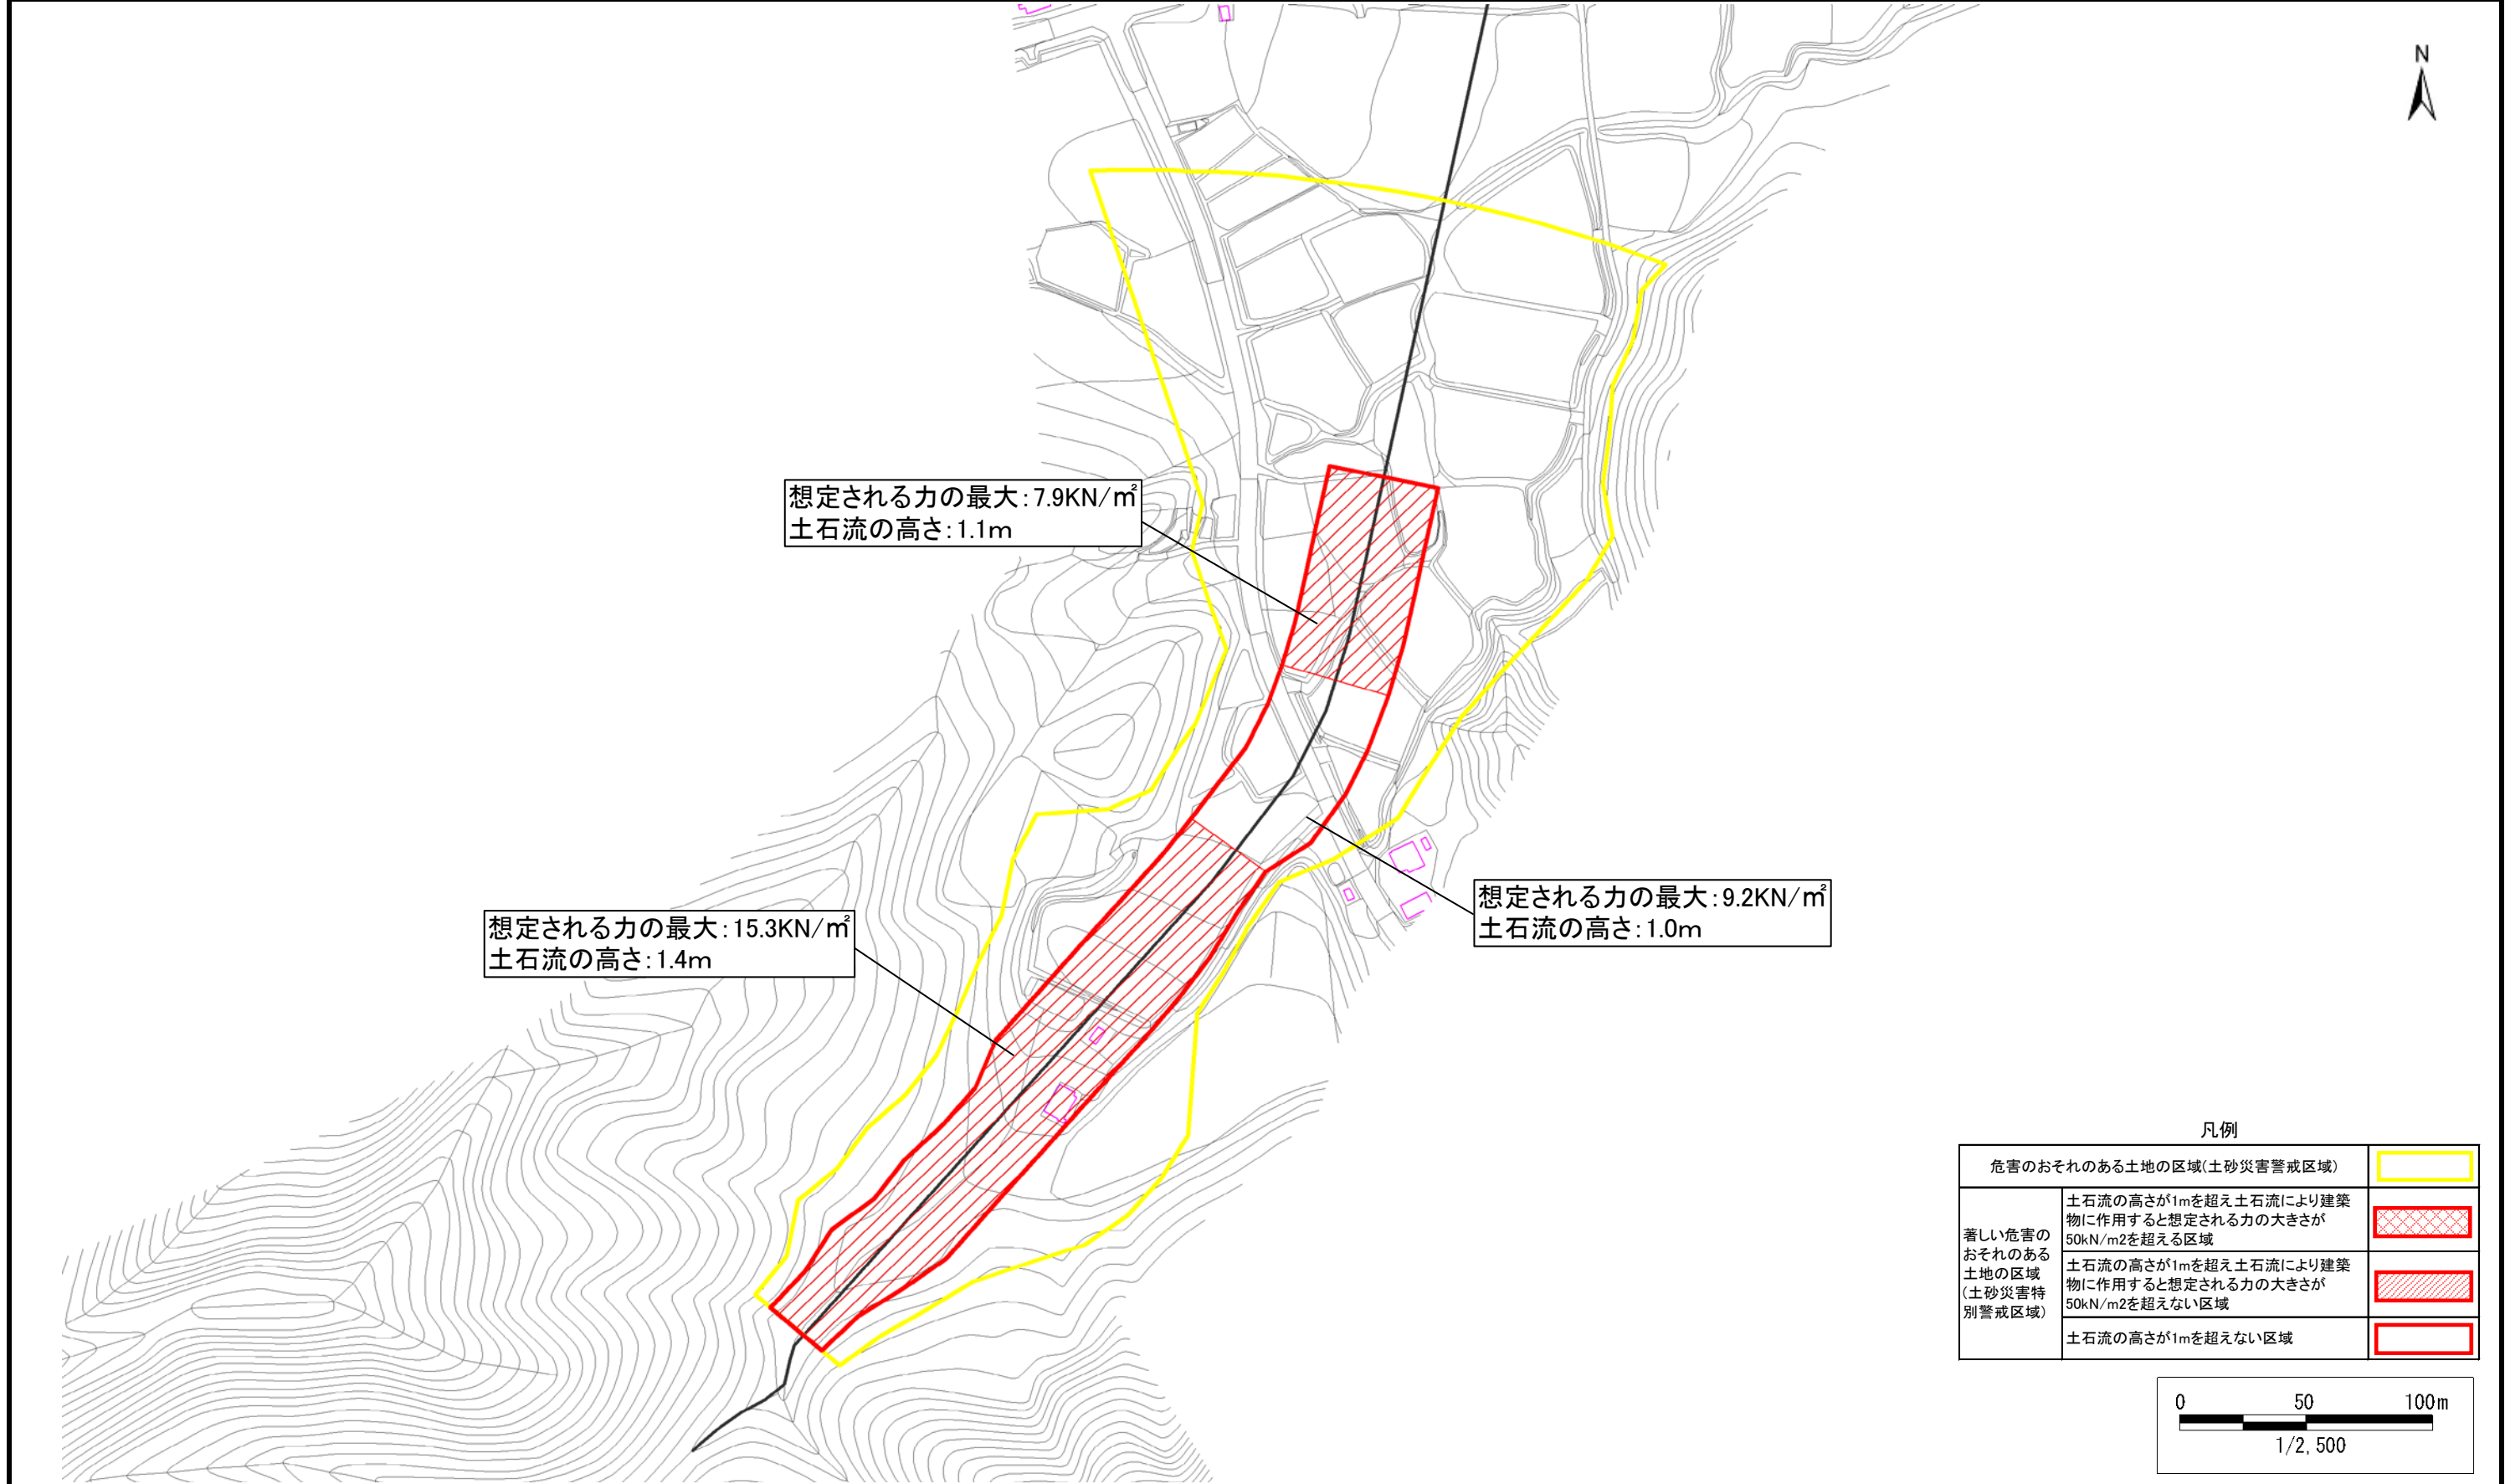 N
想定される力の最大:7.9KN/㎡
土石流の高さ:1.1m
想定される力の最大:9.2KN/㎡
土石流の高さ:1.0m
想定される力の最大:15.3KN/㎡
土石流の高さ:1.4m
凡例
危害のおそれのある土地の区域(土砂災害警戒区域)
著しい危害の
おそれのある
土地の区域
(土砂災害特
別警戒区域)
土石流の高さが1mを超え土石流により建築
物に作用すると想定される力の大きさが
50kN/m2を超える区域
土石流の高さが1mを超え土石流により建築
物に作用すると想定される力の大きさが
50kN/m2を超えない区域
土石流の高さが1mを超えない区域
0 50 100m
1/2,500